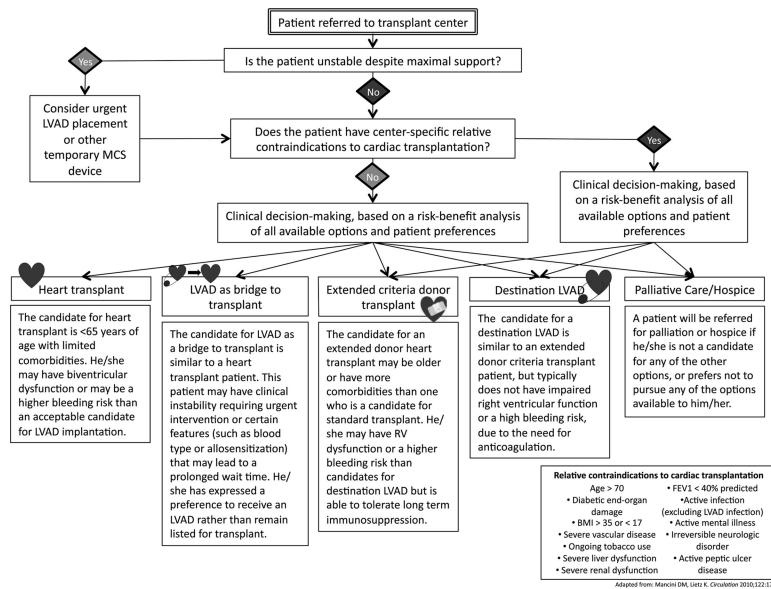 Patient referred to transplant center
Yes
Is the patient unstable despite maximal support?
Consider urgent
LVAD placement
or other
temporary MCS
device
No
Does the patient have center-specific relative
contraindications to cardiac transplantation?
Yes
No
Clinical decision-making, based on a risk-benefit analysis
of all available options and patient preferences
Clinical decision-making, based
on a risk-benefit analysis of all
available options and patient
preferences
Heart transplant
The candidate for heart
transplant is <65 years of
age with limited
comorbidities. He/she
may have biventricular
dysfunction or may be a
higher bleeding risk than
an acceptable candidate
for LVAD implantation.
LVAD as bridge to
transplant
The candidate for LVAD as
a bridge to transplant is
similar to a heart
transplant patient. This
patient may have clinical
instability requiring urgent
intervention or certain
features (such as blood
type or allosensitization)
that may lead to a
prolonged wait time. He/
she has expressed a
preference to receive an
LVAD rather than remain
listed for transplant.
Extended criteria donor
transplant
The candidate for an
extended donor heart
transplant may be older
or have more
comorbidities than one
who is a candidate for
standard transplant. He/
she may have RV
dysfunction or a higher
bleeding risk than
candidates for
destination LVAD but is
able to tolerate long term
immunosuppression.
Destination LVAD
The candidate for a
destination LVAD is
similar to an extended
donor criteria transplant
patient, but typically
does not have impaired
right ventricular function
or a high bleeding risk,
due to the need for
anticoagulation.
Palliative Care/Hospice
A patient will be referred
for palliation or hospice if
he/she is not a candidate
for any of the other
options, or prefers not to
pursue any of the options
available to him/her.
Relative contraindications to cardiac transplantation
Age > 70
• Diabetic end-organ
damage
• BMI > 35 or < 17
• Severe vascular disease
• Ongoing tobacco use
• Severe liver dysfunction
• Severe renal dysfunction
• FEV1 < 40% predicted
• Active infection
(excluding LVAD infection)
• Active mental illness
• Irreversible neurologic
disorder
• Active peptic ulcer
disease
Adapted from: Mancini DM, Lietz K. Circulation 2010;122:17